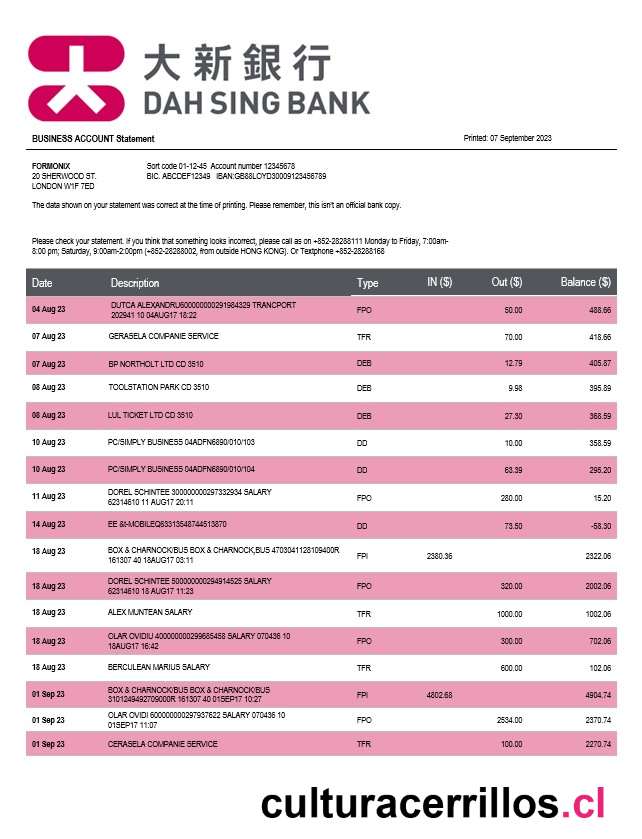 大新銀行
DAH SING BANK
BUSINESS ACCOUNT Statement Printed: 07 September 2023
FORMONIX Sort code 01-12-45 Account number 12345678
20 SHERWOOD ST. BIC. ABCDEF12349 IBAN:GB88LOYD30009123456789
LONDON W1F 7ED
The data shown on your statement was correct at the time of printing. Please remember, this isn't an official bank copy.
Please check your statement. If you think that something looks incorrect, please call as on +852-28288111 Monday to Friday, 7:00am-
8:00 pm; Saturday, 9:00am-2:00pm (+852-28288002, from outside HONG KONG). Or Textphone +852-28288168
Date Description Type IN ($) Out ($) Balance ($)
04 Aug 23 DUTCA ALEXANDRU600000000291984329 TRANCPORT FPO 50.00 488.66
202941 10 04AUG17 18:22
07 Aug 23 GERASELA COMPANIE SERVICE TFR 70.00 418.66
07 Aug 23 BP NORTHOLT LTD CD 3510 DEB 12.79 405.87
08 Aug 23 TOOLSTATION PARK CD 3510 DEB 9.98 395.89
08 Aug 23 LUL TICKET LTD CD 3510 DEB 27.30 368.59
10 Aug 23 PC/SIMPLY BUSINESS 04ADFN6890/010/103 DD 10.00 358.59
10 Aug 23 PC/SIMPLY BUSINESS 04ADFN6890/010/104 DD 63.39 295.20
11 Aug 23 DOREL SCHINTEE 300000000297332934 SALARY FPO 280.00 15.20
62314610 11 AUG17 20:11
14 Aug 23 EE &t-MOBILEQ63313548744513870 DD 73.50 -58.30
18 Aug 23 BOX & CHARNOCK/BUS BOX & CHARNOCK,BUS 4703041128109400R FPI 2380.36 2322.06
161307 40 18AUG17 03:11
18 Aug 23 DOREL SCHINTEE 500000000294914525 SALARY FPO 320.00 2002.06
62314610 18 AUG17 11:23
18 Aug 23 ALEX MUNTEAN SALARY TFR 1000.00 1002.06
18 Aug 23 OLAR OVIDIU 400000000299685458 SALARY 070436 10 FPO 300.00 702.06
18AUG17 16:42
18 Aug 23 BERCULEAN MARIUS SALARY TFR 600.00 102.06
01 Sep 23 BOX & CHARNOCK/BUS BOX & CHARNOCK/BUS FPI 4802.68 4904.74
3101249492709000R 161307 40 01SEP17 10:27
01 Sep 23 OLAR OVIDI 600000000297937622 SALARY 070436 10 FPO 2534.00 2370.74
01SEP17 11:07
01 Sep 23 CERASELA COMPANIE SERVICE TFR 100.00 2270.74
culturacerrillos.cl